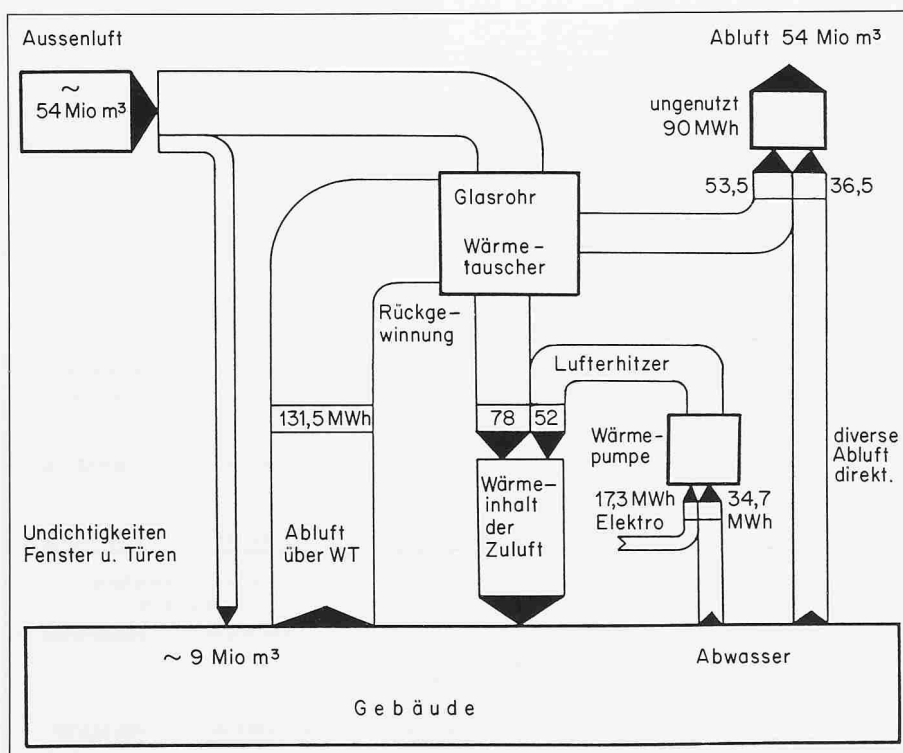 Aussenluft
~
54 Mio m³
Abluft 54 Mio m³
ungenutzt
90 MWh
53,5
36,5
Glasrohr
Wärme-
tauscher
Rückge-
winnung
Lufterhitzer
131,5 MWh
78
52
Wärme-
pumpe
diverse
Abluft
direkt.
17,3 MWh
Elektro
34,7
MWh
Wärme-
inhalt
der
Zuluft
Undichtigkeiten
Fenster u. Türen
Abluft
über WT
~ 9 Mio m³
Abwasser
Gebäude